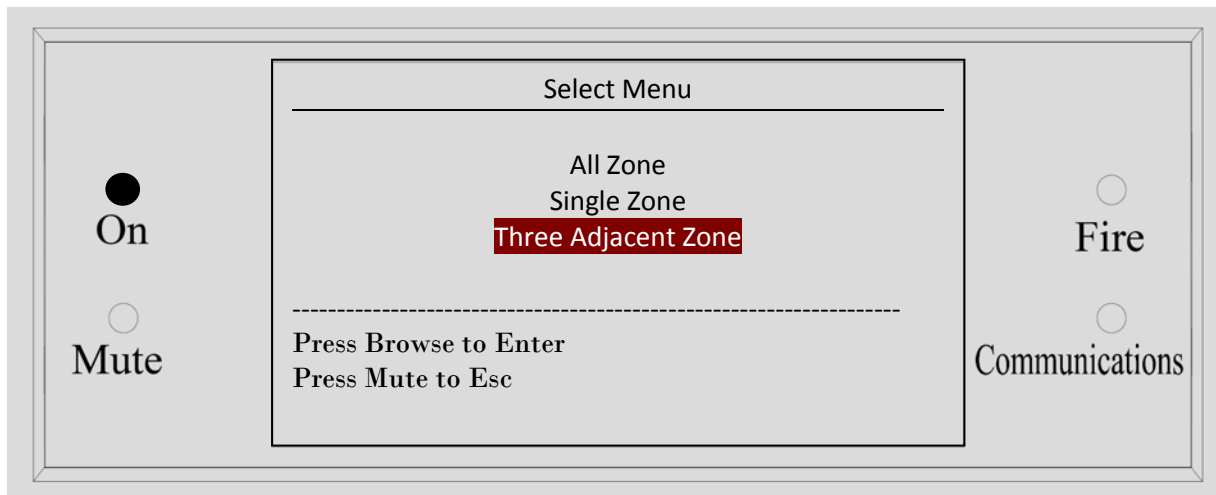 Select Menu
All Zone
Single Zone
Three Adjacent Zone
--------------------------------------------------------------------
Press Browse to Enter
Press Mute to Esc
On
Mute
Fire
Communications